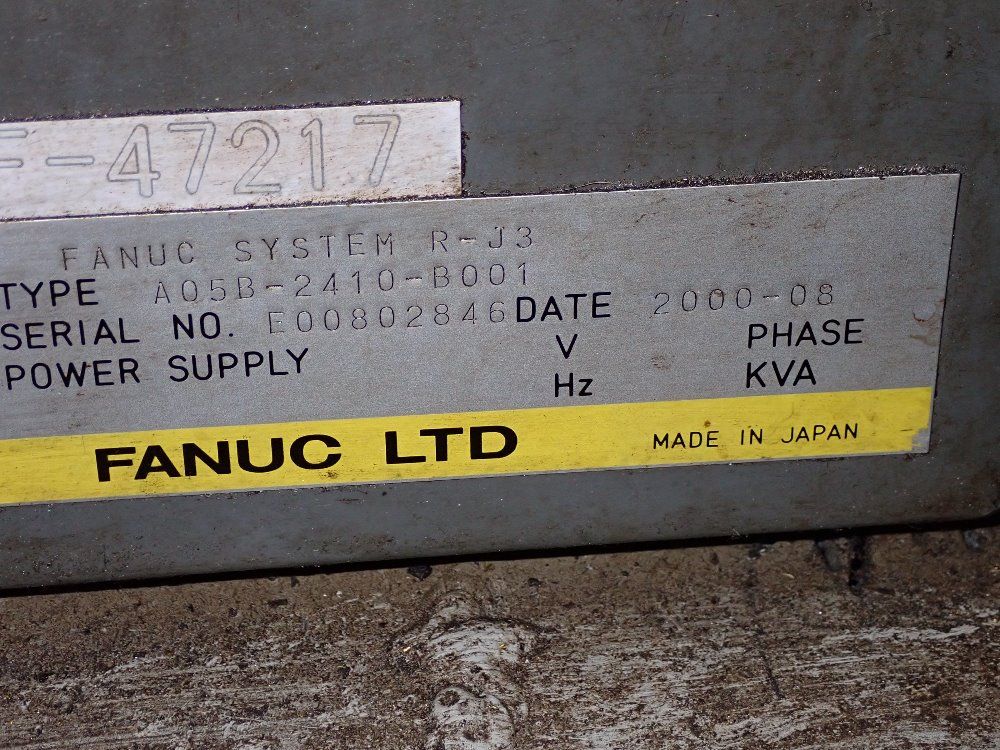 F-47217
FANUC SYSTEM R-J3
TYPE A05B-2410-B001
SERIAL NO. E00802846 DATE 2000-08
POWER SUPPLY V PHASE
Hz KVA
FANUC LTD MADE IN JAPAN